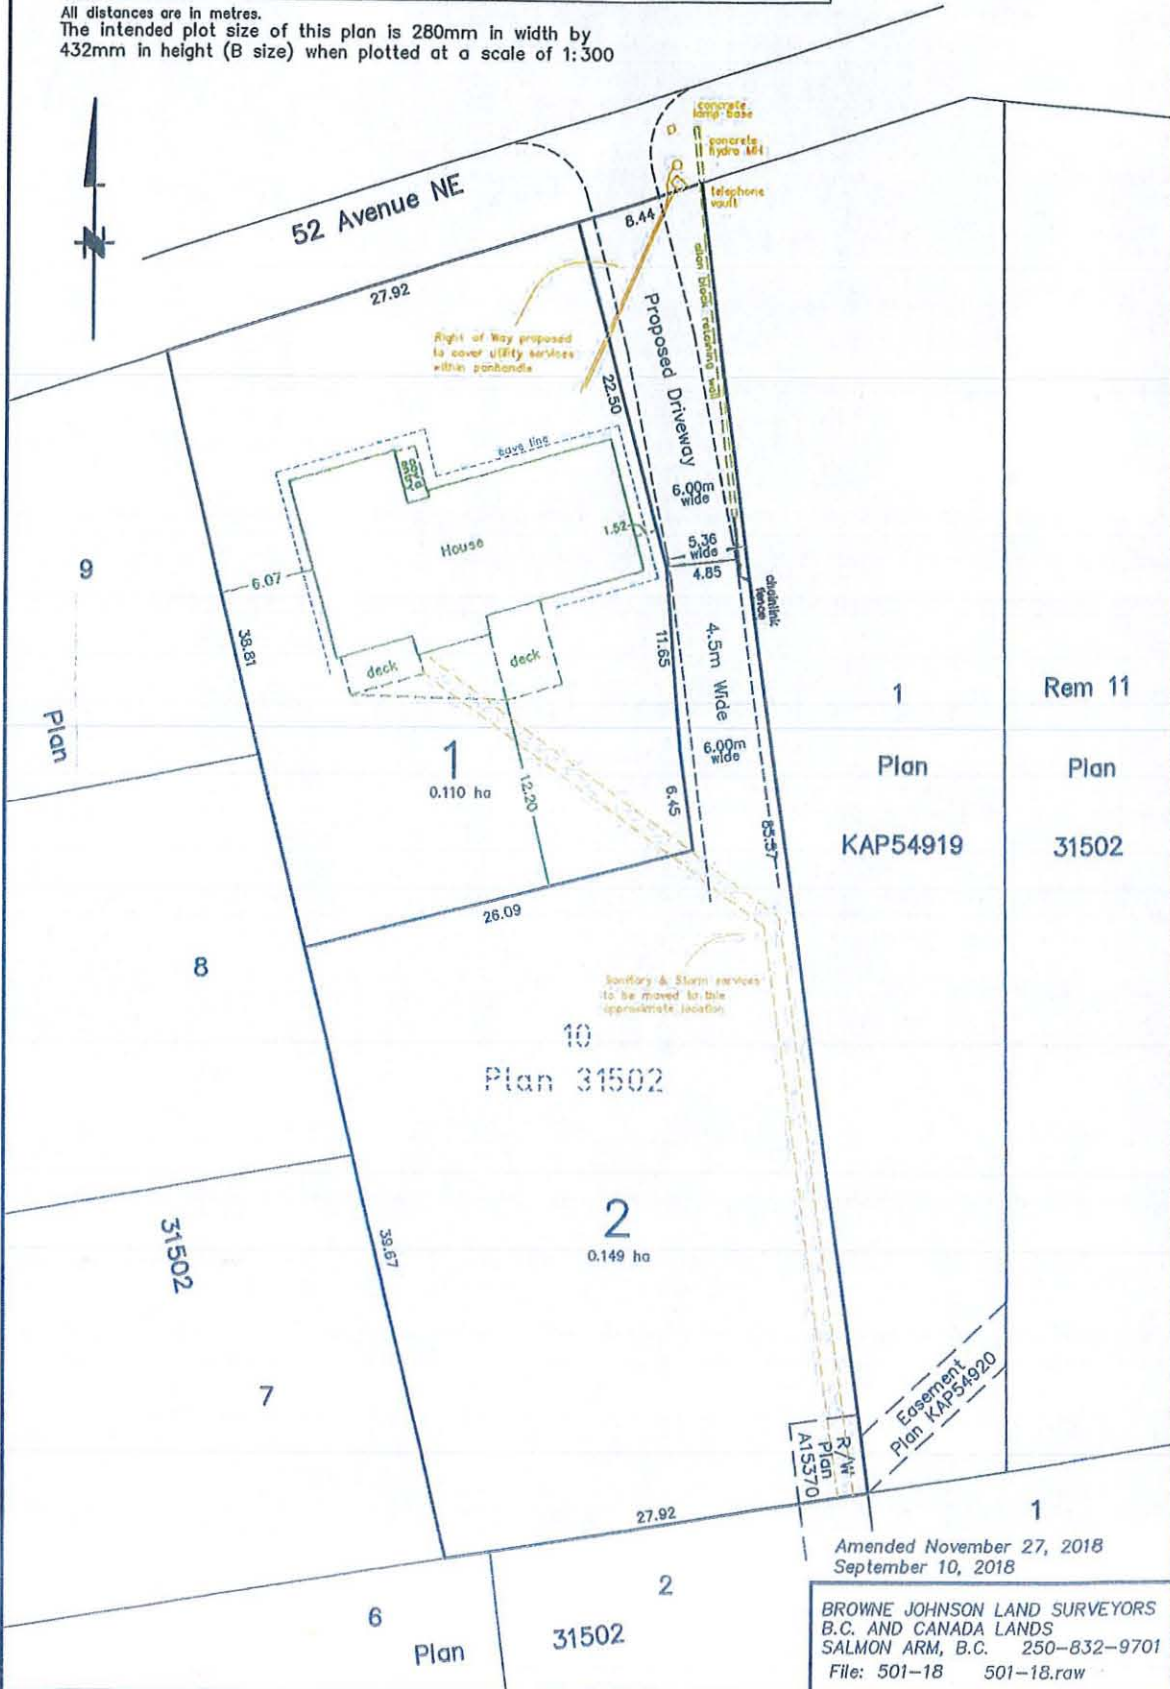 All distances are in metres.
The intended plot size of this plan is 280mm in width by
432mm in height (B size) when plotted at a scale of 1:300
N
52 Avenue NE
concrete
lamp base
concrete
hydro MH
telephone
vault
8.44
27.92
Right of Way proposed
to cover utility services
within panhandle
Proposed Driveway
allan block retaining wall
22.50
eave line
cov'd
entry
6.00m
wide
House
1.52
5.36
wide
4.85
chainlink
fence
9
6.07
38.81
deck
deck
11.65
4.5m Wide
1
Rem 11
Plan
1
0.110 ha
12.20
6.00m
wide
6.45
85.57
Plan
Plan
KAP54919
31502
26.09
8
Sanitary & Storm services
to be moved to this
approximate location
10
Plan 31502
2
0.149 ha
31502
39.67
7
Easement
Plan KAP54920
R/W
Plan
A15370
27.92
1
Amended November 27, 2018
September 10, 2018
2
6
Plan
31502
BROWNE JOHNSON LAND SURVEYORS
B.C. AND CANADA LANDS
SALMON ARM, B.C. 250-832-9701
File: 501-18 501-18.raw